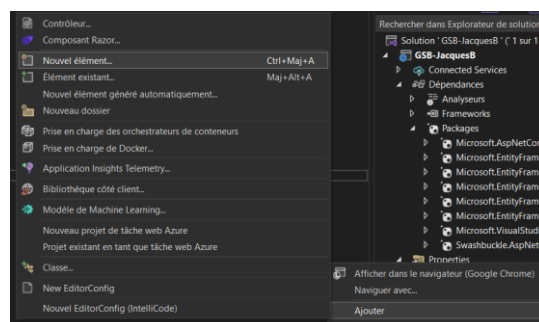 Contrôleur...
Composant Razor...
Nouvel élément... Ctrl+Maj+A
Élément existant... Maj+Alt+A
Nouvel élément généré automatiquement...
Nouveau dossier
Prise en charge des orchestrateurs de conteneurs
Prise en charge de Docker...
Application Insights Telemetry...
Bibliothèque côté client...
Modèle de Machine Learning...
Nouveau projet de tâche web Azure
Projet existant en tant que tâche web Azure
Classe...
New EditorConfig
Nouvel EditorConfig (IntelliCode)
Rechercher dans Explorateur de solution
Solution 'GSB-JacquesB' (' 1 sur 1
GSB-JacquesB
Connected Services
Dépendances
Analyseurs
Frameworks
Packages
Microsoft.AspNetCor
Microsoft.EntityFram
Microsoft.EntityFram
Microsoft.EntityFram
Microsoft.EntityFram
Microsoft.VisualStudi
Swashbuckle.AspNet
Properties
Afficher dans le navigateur (Google Chrome)
Naviguer avec...
Ajouter